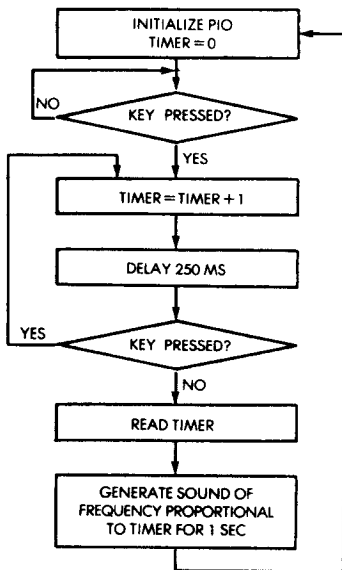 INITIALIZE PIO
TIMER = 0
NO
KEY PRESSED?
YES
TIMER = TIMER + 1
DELAY 250 MS
YES
KEY PRESSED?
NO
READ TIMER
GENERATE SOUND OF
FREQUENCY PROPORTIONAL
TO TIMER FOR 1 SEC